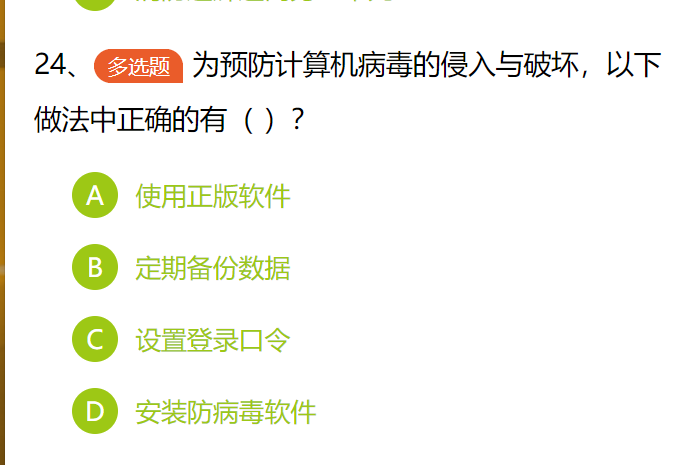 24、 多选题 为预防计算机病毒的侵入与破坏，以下
做法中正确的有（ ）？
A 使用正版软件
B 定期备份数据
C 设置登录口令
D 安装防病毒软件